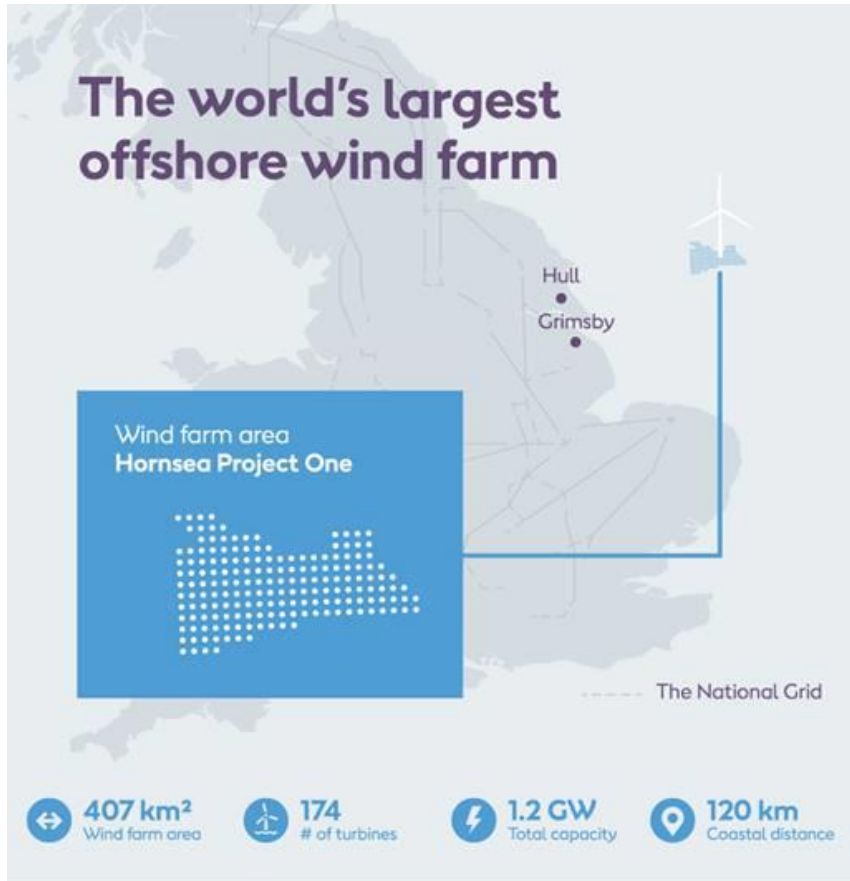 The world's largest
offshore wind farm
Hull
Grimsby
Wind farm area
Hornsea Project One
The National Grid
407 km²
Wind farm area
174
# of turbines
1.2 GW
Total capacity
120 km
Coastal distance